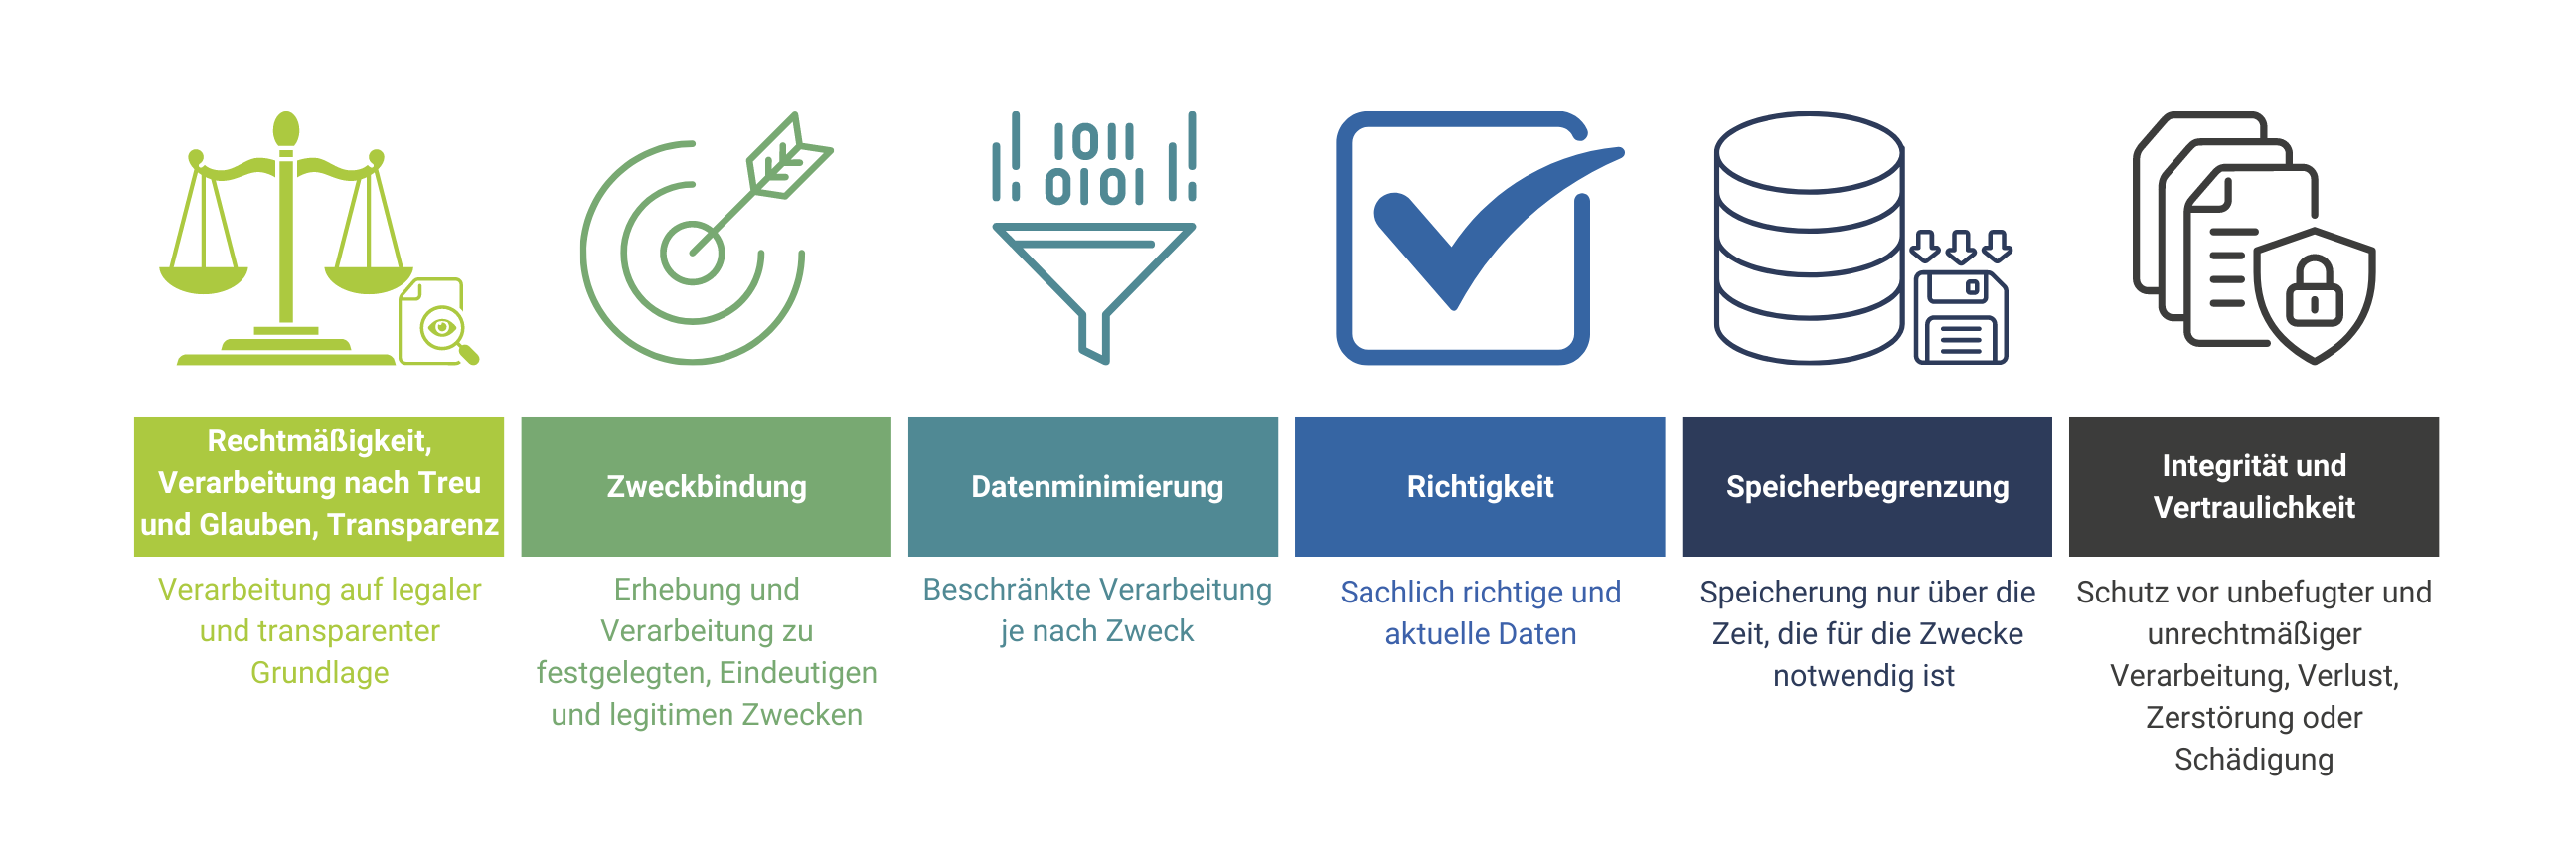 1011
0101
Rechtmäßigkeit,
Verarbeitung nach Treu
und Glauben, Transparenz
Verarbeitung auf legaler
und transparenter
Grundlage
Zweckbindung
Erhebung und
Verarbeitung zu
festgelegten, Eindeutigen
und legitimen Zwecken
Datenminimierung
Beschränkte Verarbeitung
je nach Zweck
Richtigkeit
Sachlich richtige und
aktuelle Daten
Speicherbegrenzung
Speicherung nur über die
Zeit, die für die Zwecke
notwendig ist
Integrität und
Vertraulichkeit
Schutz vor unbefugter und
unrechtmäßiger
Verarbeitung, Verlust,
Zerstörung oder
Schädigung